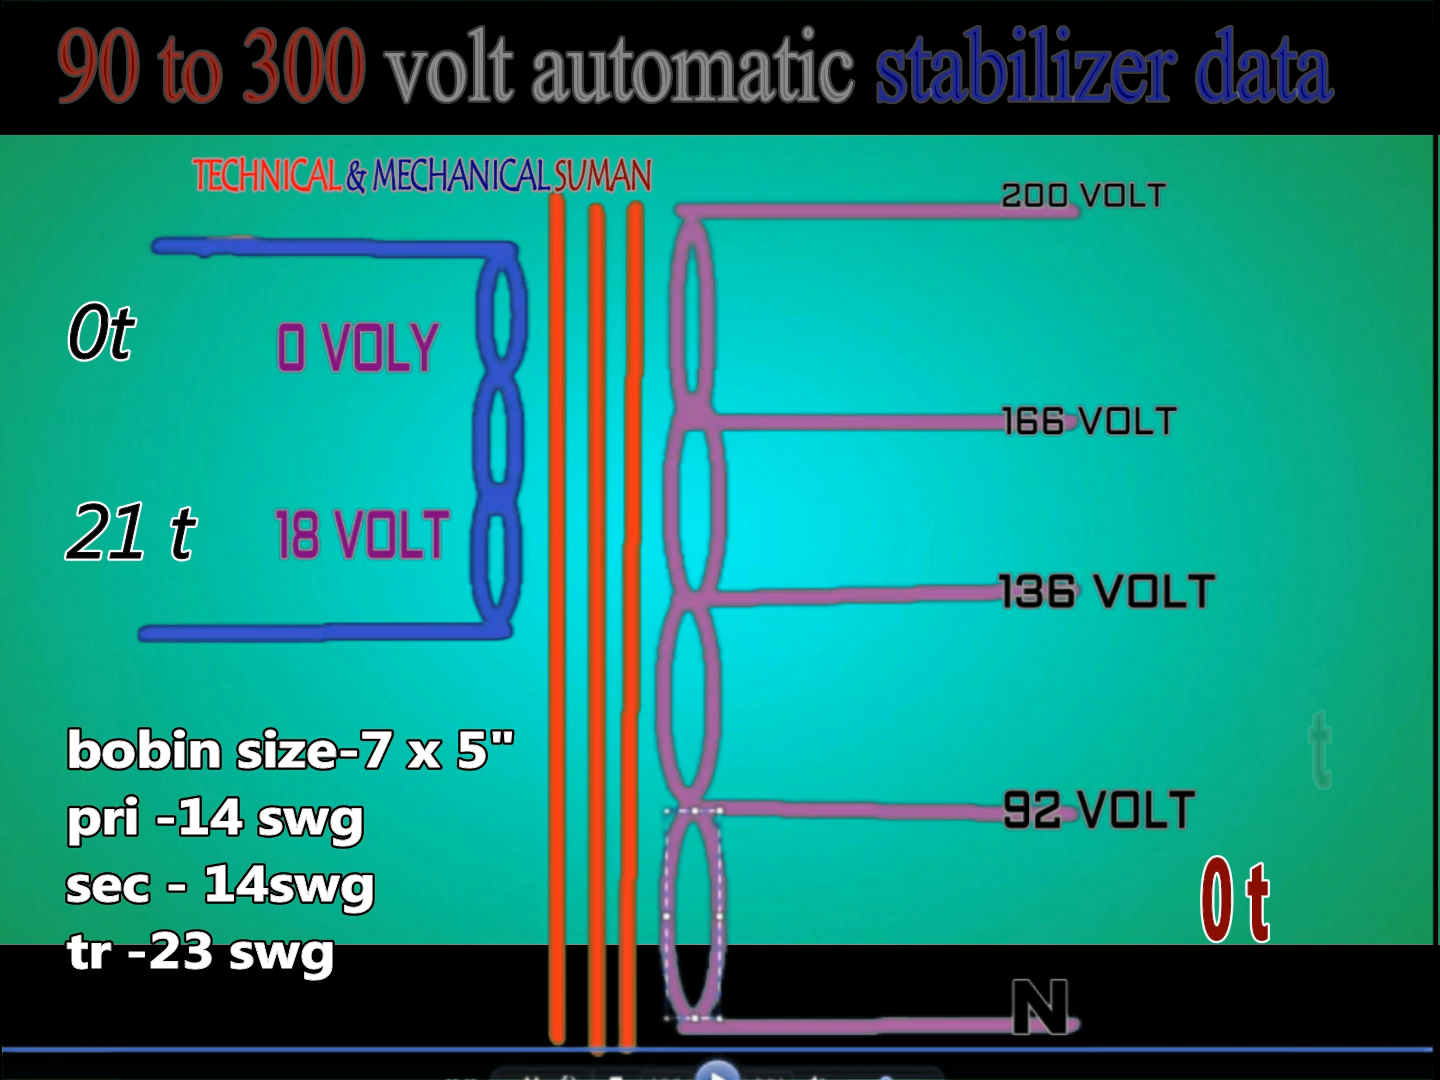 90 to 300 volt automatic stabilizer data
TECHNICAL & MECHANICAL SUMAN
200 VOLT
0t
0 VOLY
166 VOLT
21 t
18 VOLT
136 VOLT
bobin size-7 x 5"
pri -14 swg
sec - 14swg
tr -23 swg
t
92 VOLT
0 t
N